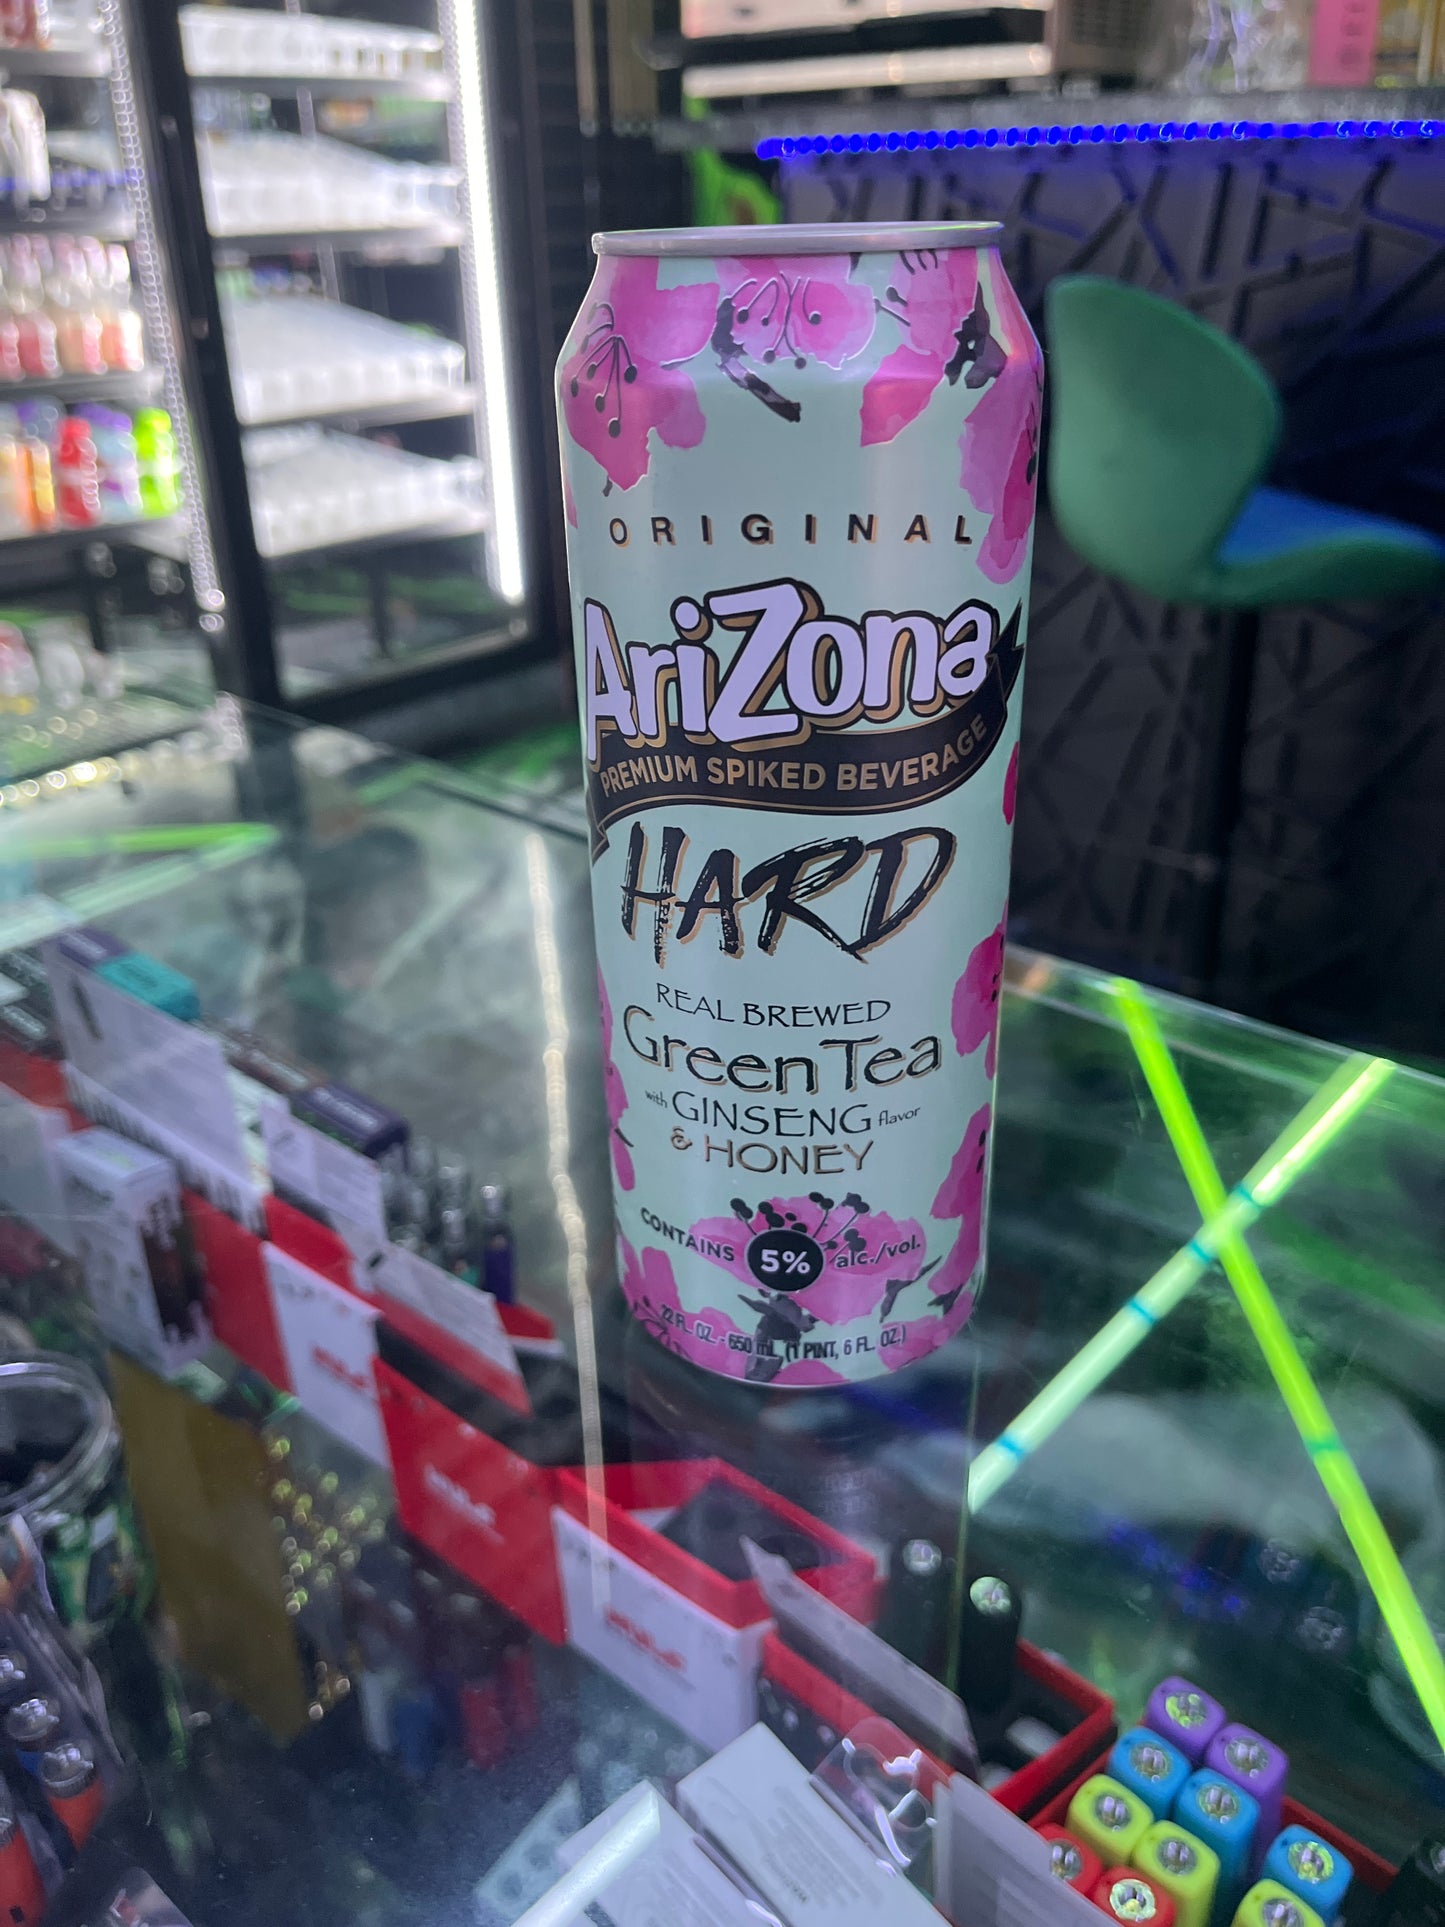 ORIGINAL
AriZona
PREMIUM SPIKED BEVERAGE
HARD
REAL BREWED
Green Tea
with GINSENG flavor
& HONEY
CONTAINS 5% alc./vol.
22 FL. OZ. - 650 mL (1 PINT, 6 FL. OZ.)